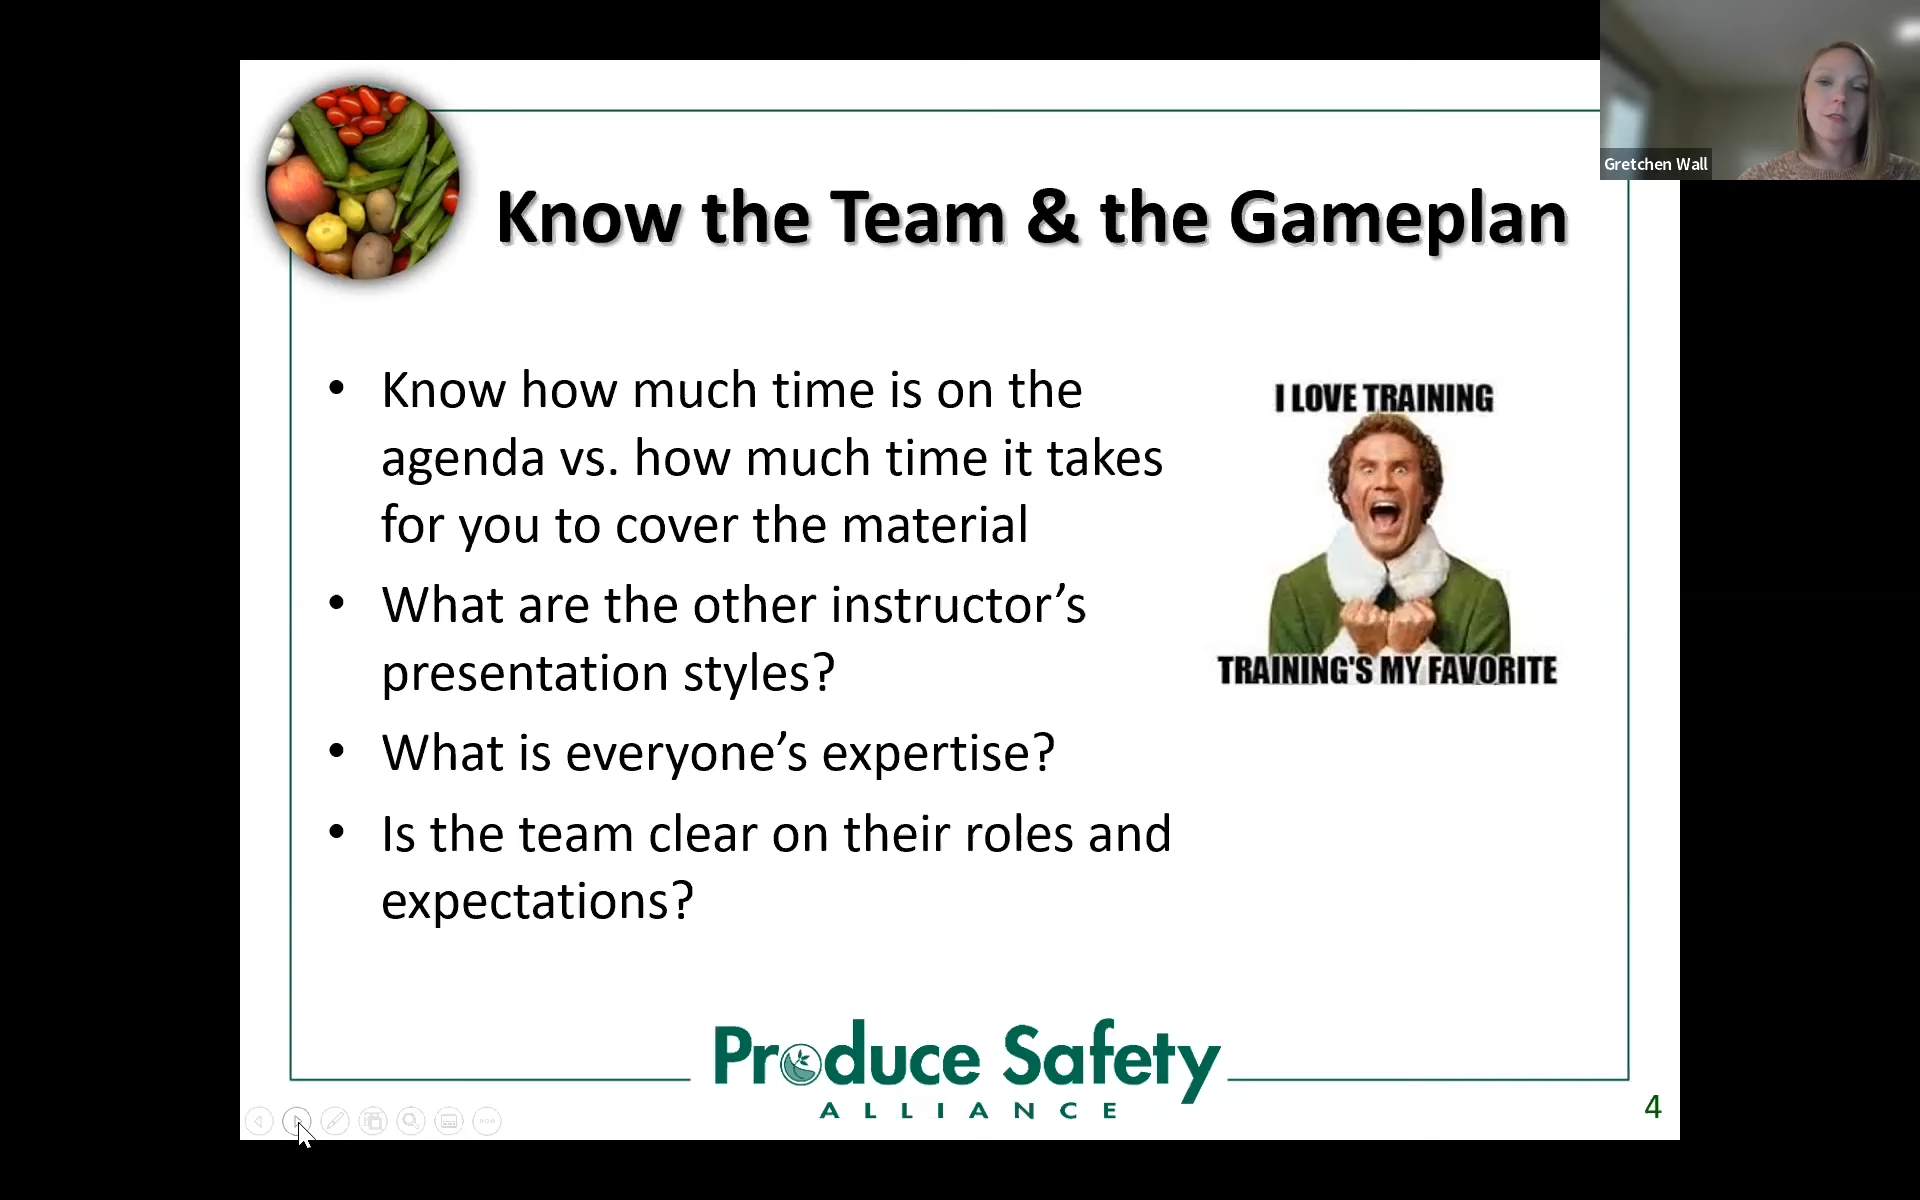 Gretchen Wall
Know the Team & the Gameplan
• Know how much time is on the
agenda vs. how much time it takes
for you to cover the material
• What are the other instructor’s
presentation styles?
• What is everyone’s expertise?
• Is the team clear on their roles and
expectations?
I LOVE TRAINING
TRAINING'S MY FAVORITE
Produce Safety
ALLIANCE
4